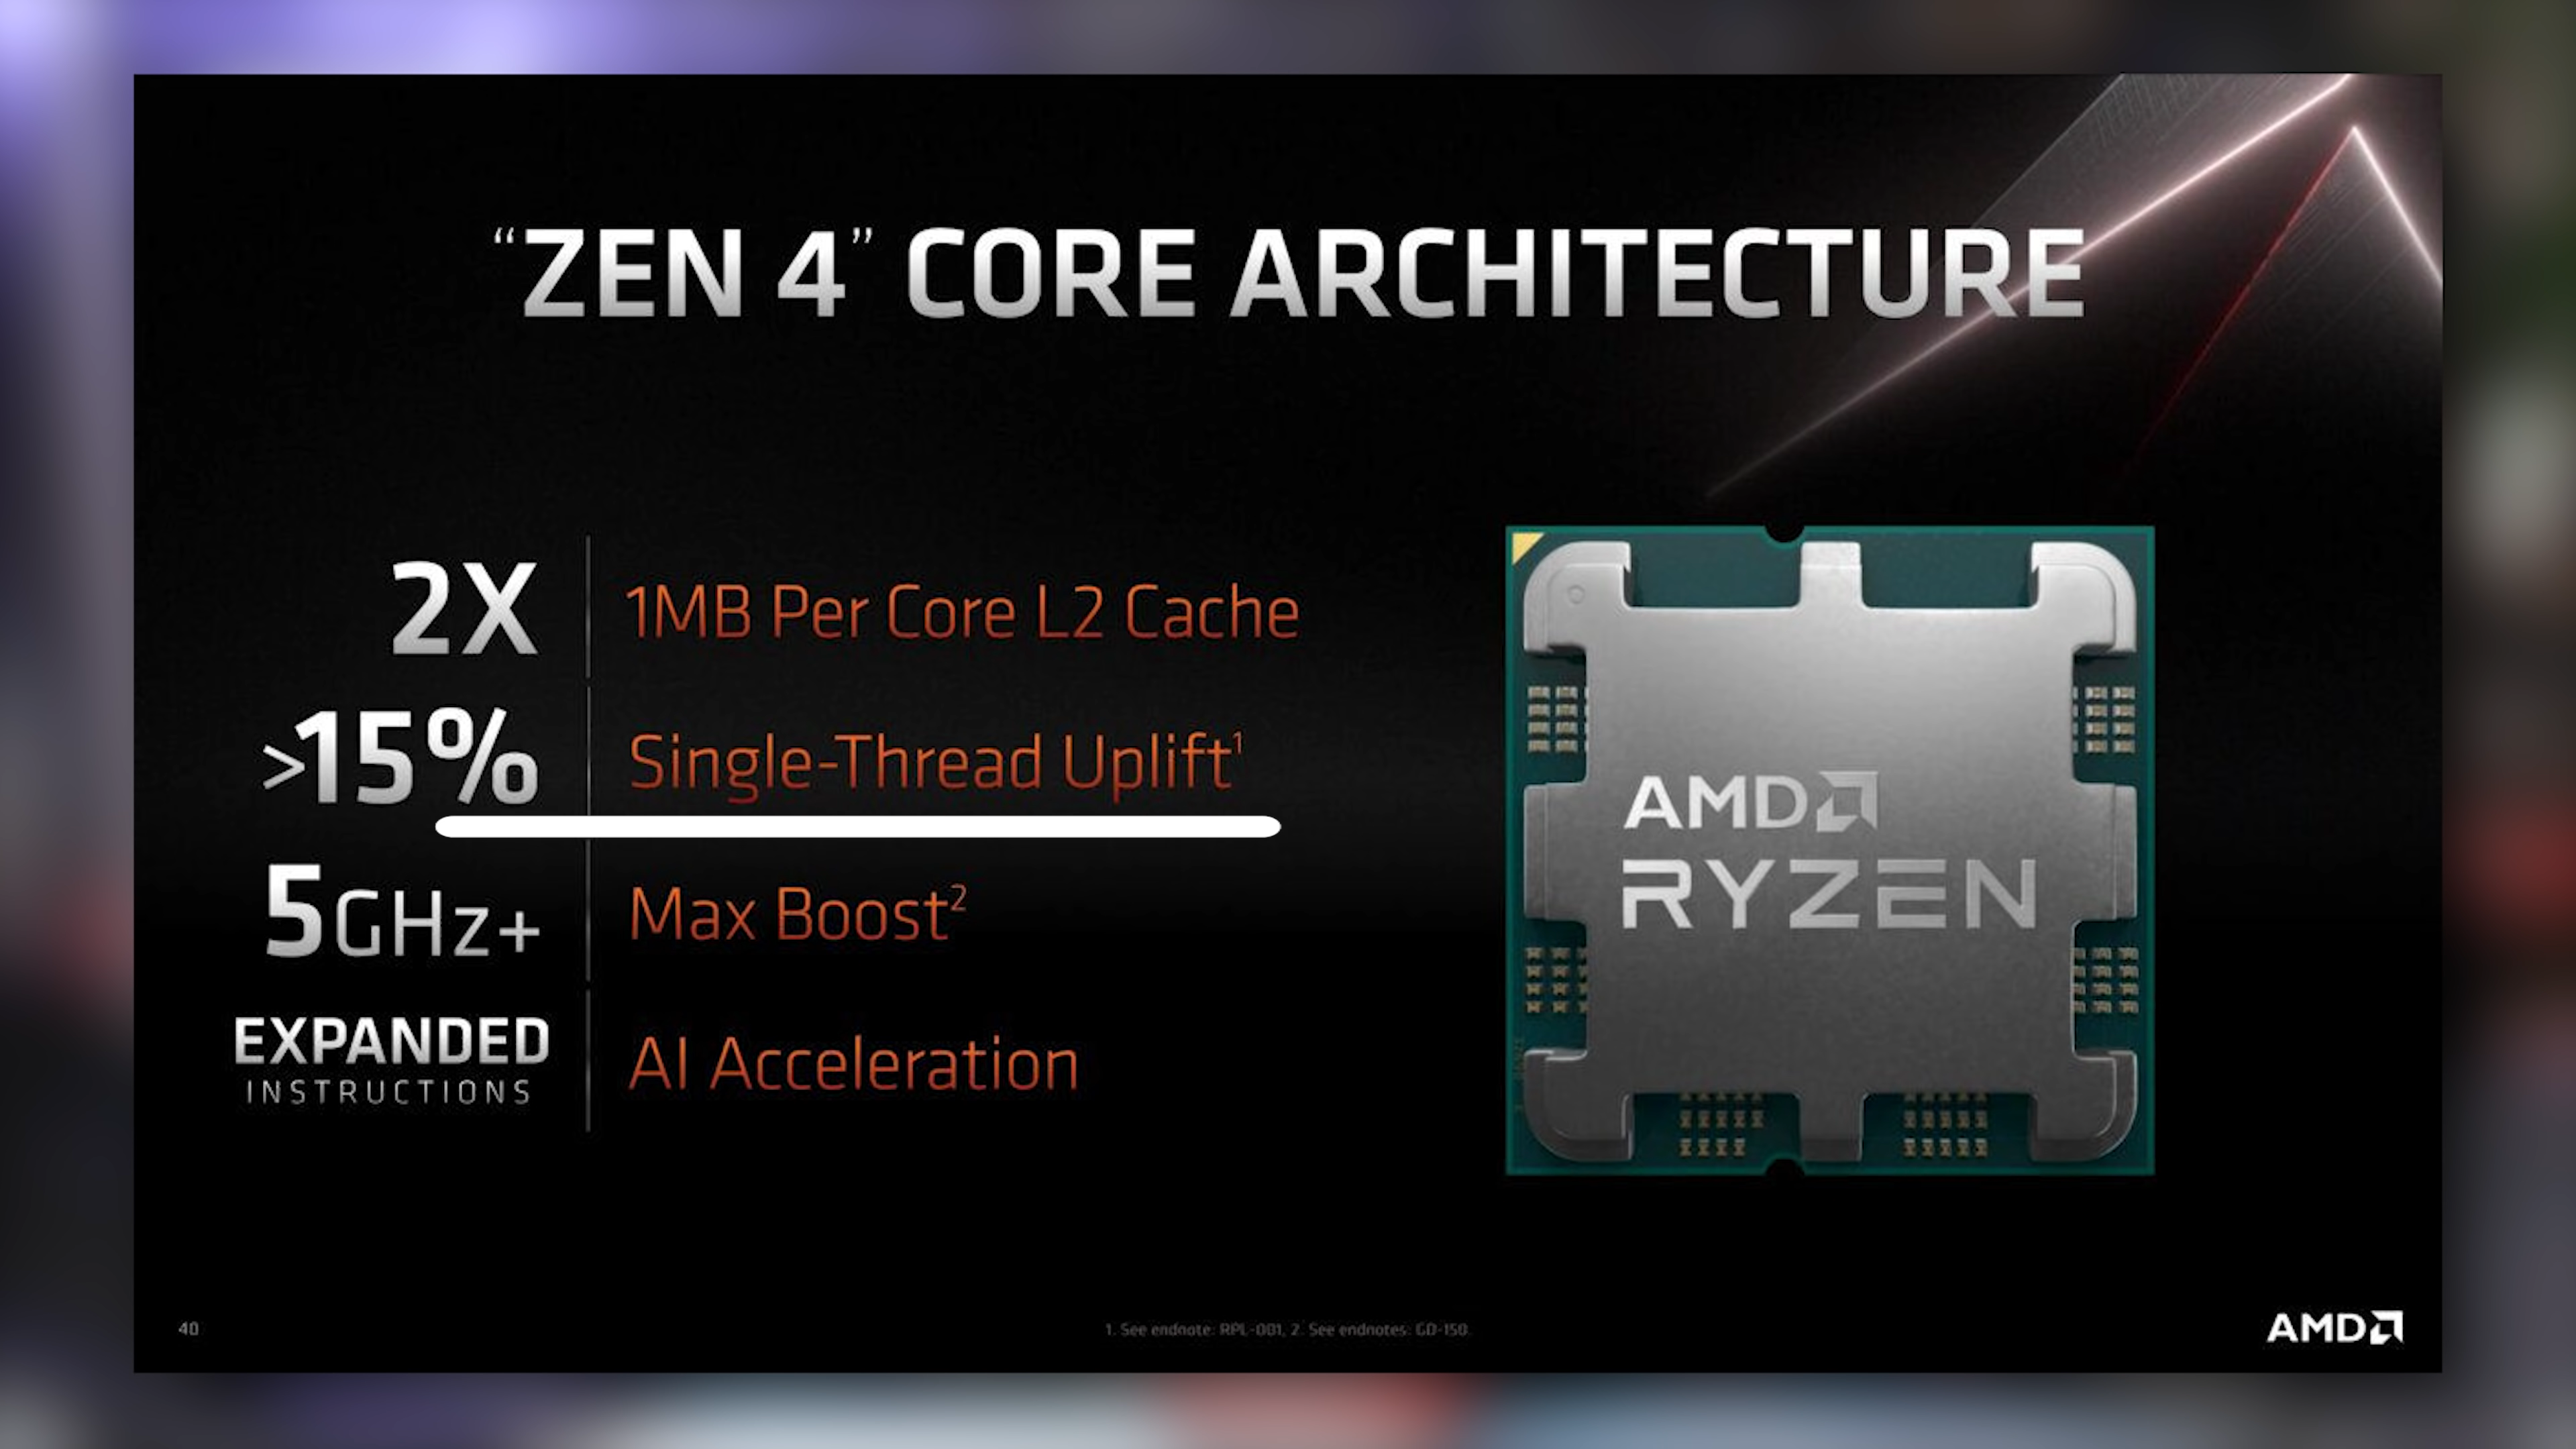 “ZEN 4” CORE ARCHITECTURE
2X 1MB Per Core L2 Cache
>15% Single-Thread Uplift¹
5GHz+ Max Boost²
EXPANDED
INSTRUCTIONS
AI Acceleration
AMD
RYZEN
40
1. See endnote: RPL-001, 2. See endnotes: GD-150.
AMD